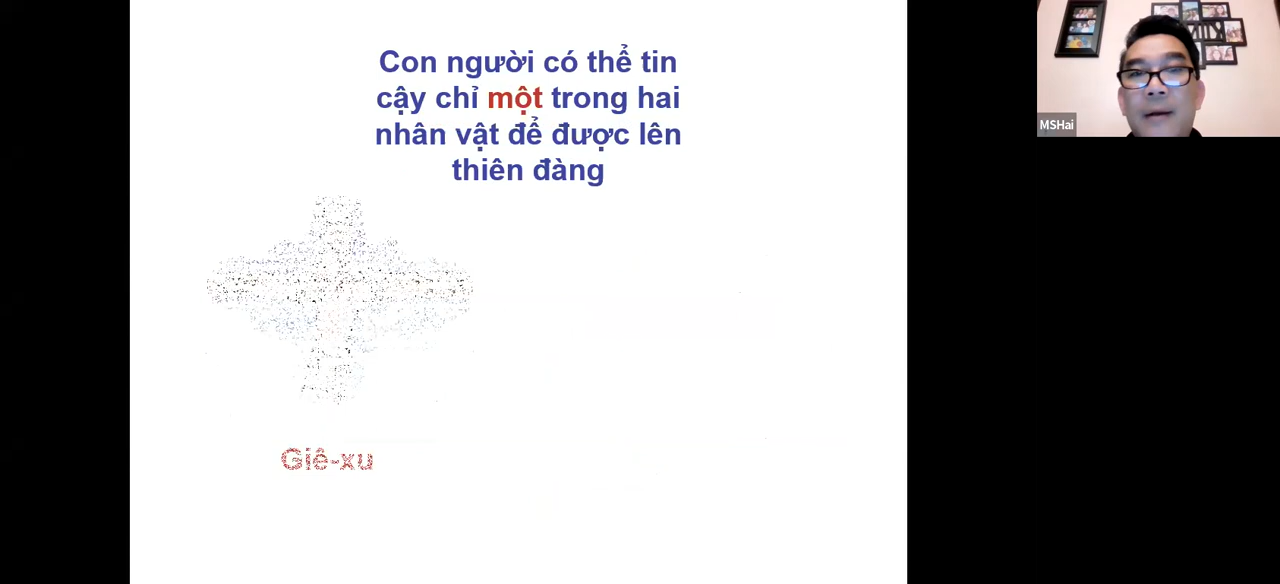 Con người có thể tin
cậy chỉ một trong hai
nhân vật để được lên
thiên đàng
Giê-xu
MSHai